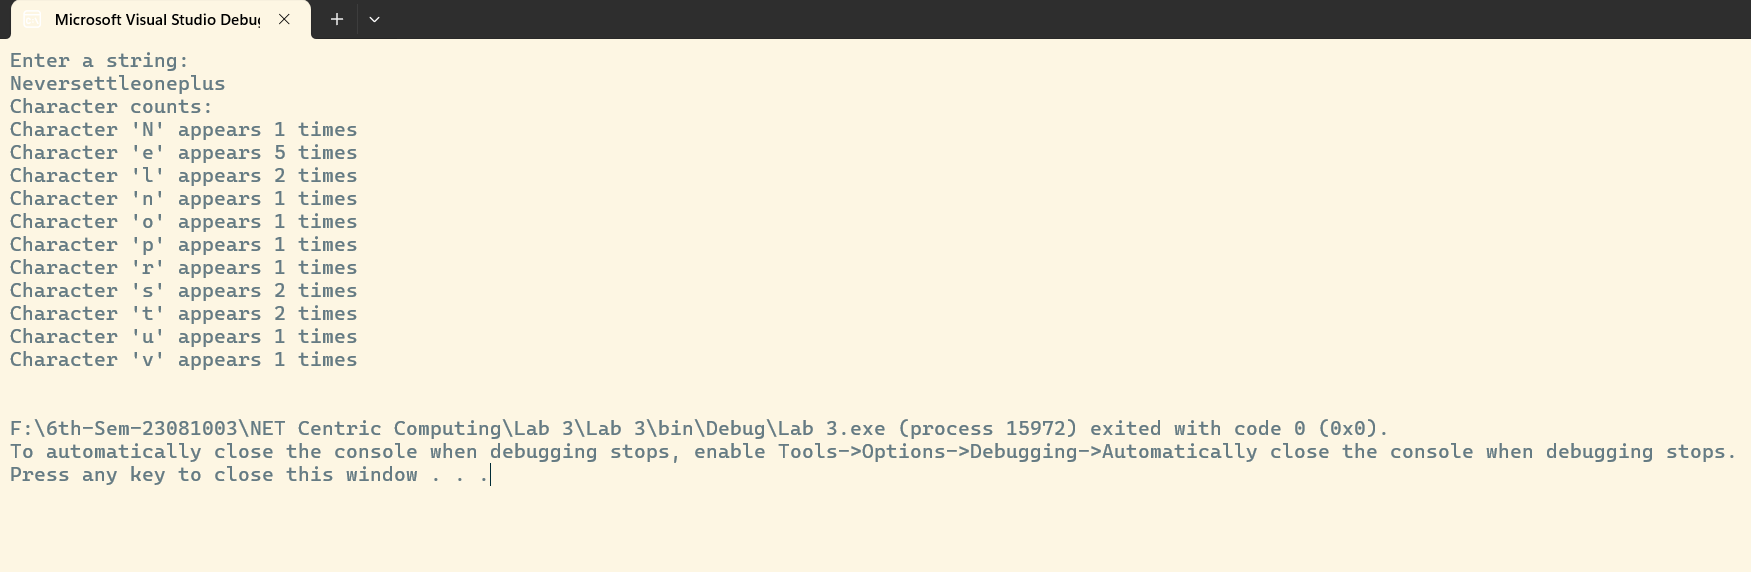 Microsoft Visual Studio Debu
Enter a string:
Neversettleoneplus
Character counts:
Character 'N' appears 1 times
Character 'e' appears 5 times
Character 'l' appears 2 times
Character 'n' appears 1 times
Character 'o' appears 1 times
Character 'p' appears 1 times
Character 'r' appears 1 times
Character 's' appears 2 times
Character 't' appears 2 times
Character 'u' appears 1 times
Character 'v' appears 1 times
F:\6th-Sem-23081003\NET Centric Computing\Lab 3\Lab 3\bin\Debug\Lab 3.exe (process 15972) exited with code 0 (0x0).
To automatically close the console when debugging stops, enable Tools->Options->Debugging->Automatically close the console when debugging stops.
Press any key to close this window . . .